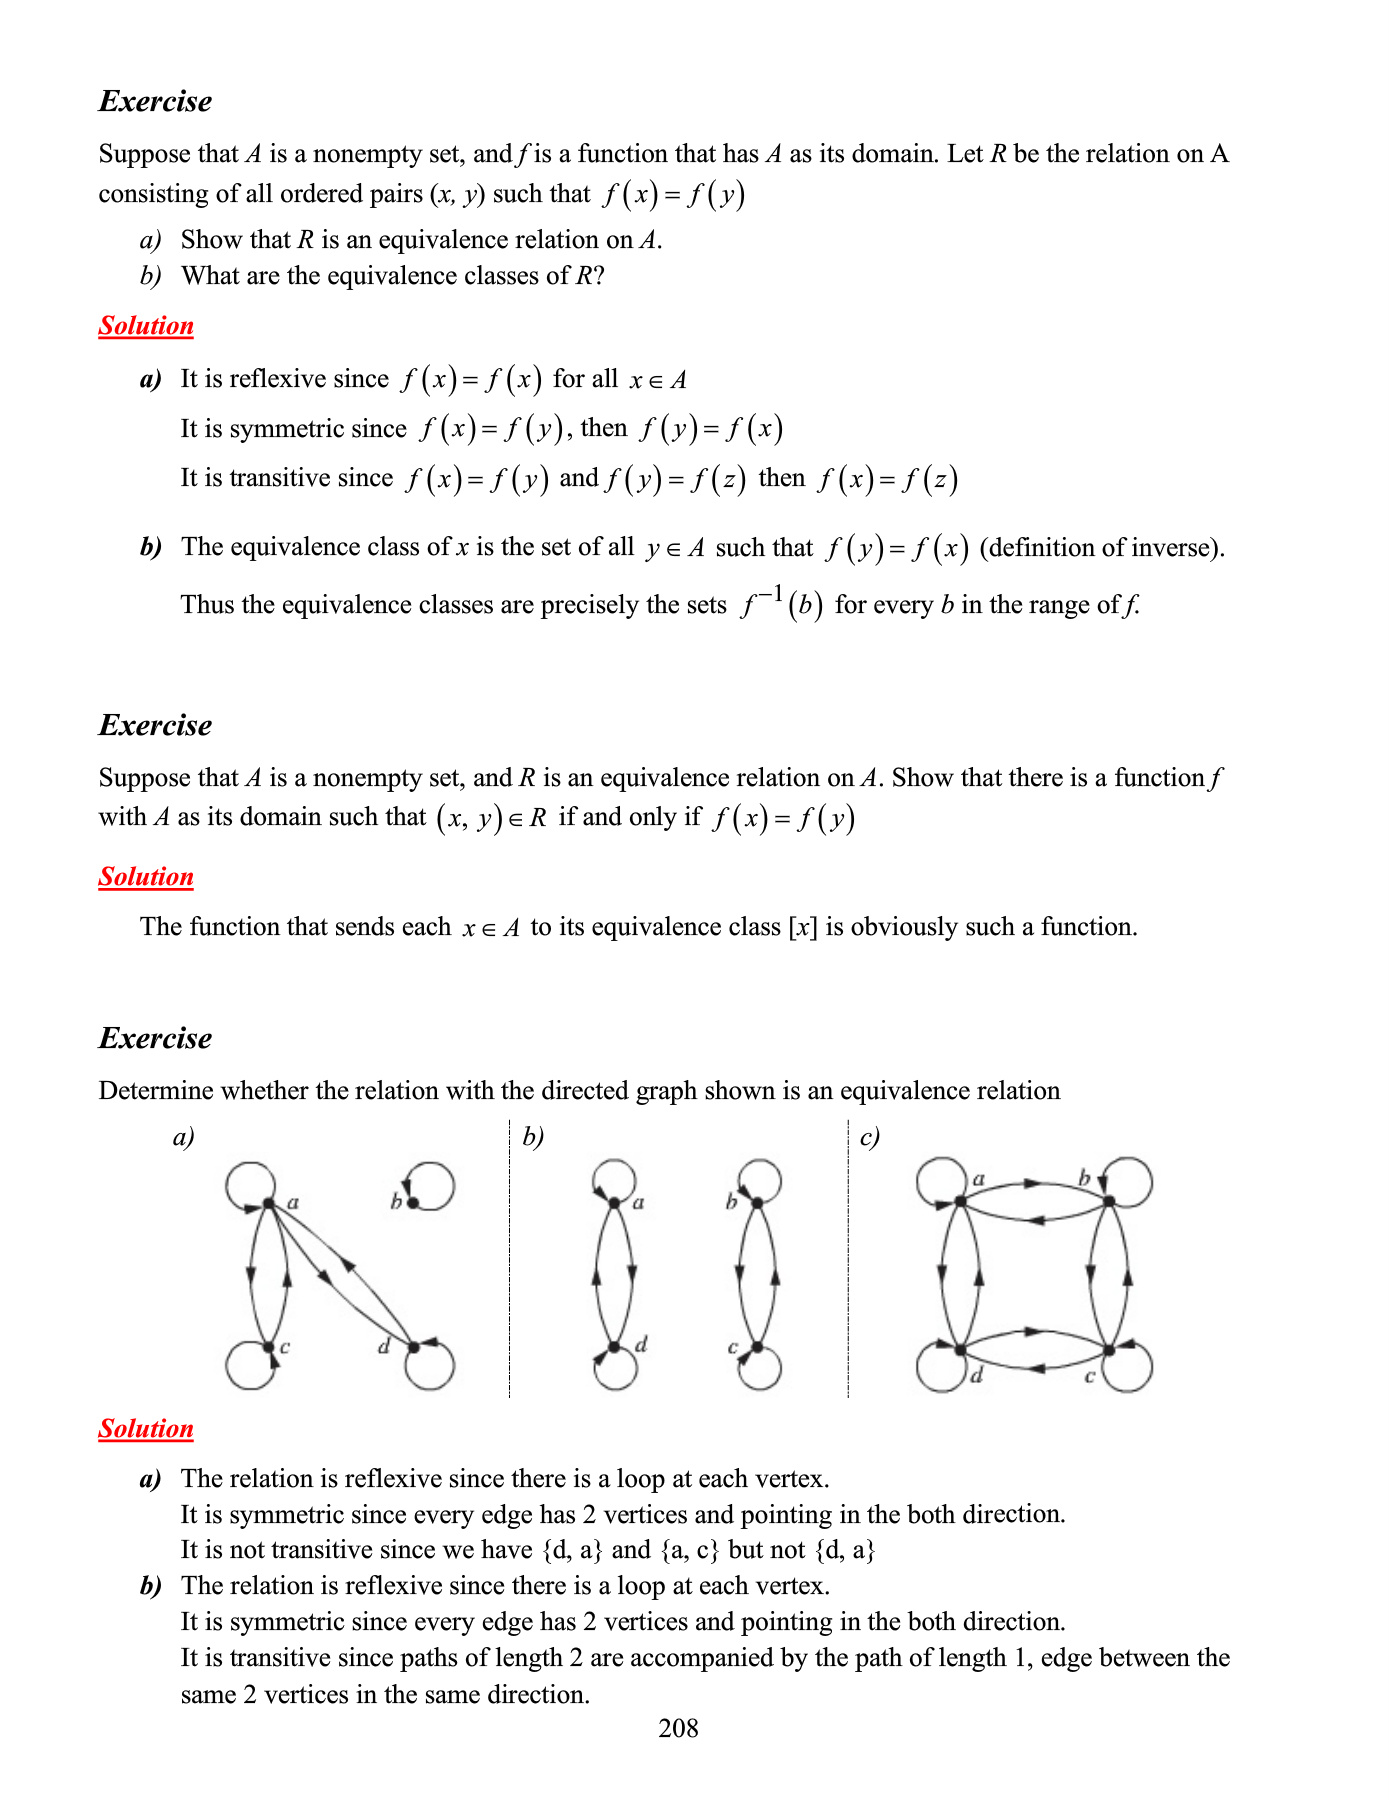 Exercise
Suppose that A is a nonempty set, and f is a function that has A as its domain. Let R be the relation on A
consisting of all ordered pairs (x, y) such that f(x) = f(y)
a) Show that R is an equivalence relation on A.
b) What are the equivalence classes of R?
Solution
a) It is reflexive since f(x) = f(x) for all x ∈ A
It is symmetric since f(x) = f(y), then f(y) = f(x)
It is transitive since f(x) = f(y) and f(y) = f(z) then f(x) = f(z)
b) The equivalence class of x is the set of all y ∈ A such that f(y) = f(x) (definition of inverse).
Thus the equivalence classes are precisely the sets f⁻¹(b) for every b in the range of f.
Exercise
Suppose that A is a nonempty set, and R is an equivalence relation on A. Show that there is a function f
with A as its domain such that (x, y) ∈ R if and only if f(x) = f(y)
Solution
The function that sends each x ∈ A to its equivalence class [x] is obviously such a function.
Exercise
Determine whether the relation with the directed graph shown is an equivalence relation
a) b) c)
a b a b a b
c d d c d c
Solution
a) The relation is reflexive since there is a loop at each vertex.
It is symmetric since every edge has 2 vertices and pointing in the both direction.
It is not transitive since we have {d, a} and {a, c} but not {d, a}
b) The relation is reflexive since there is a loop at each vertex.
It is symmetric since every edge has 2 vertices and pointing in the both direction.
It is transitive since paths of length 2 are accompanied by the path of length 1, edge between the
same 2 vertices in the same direction.
208